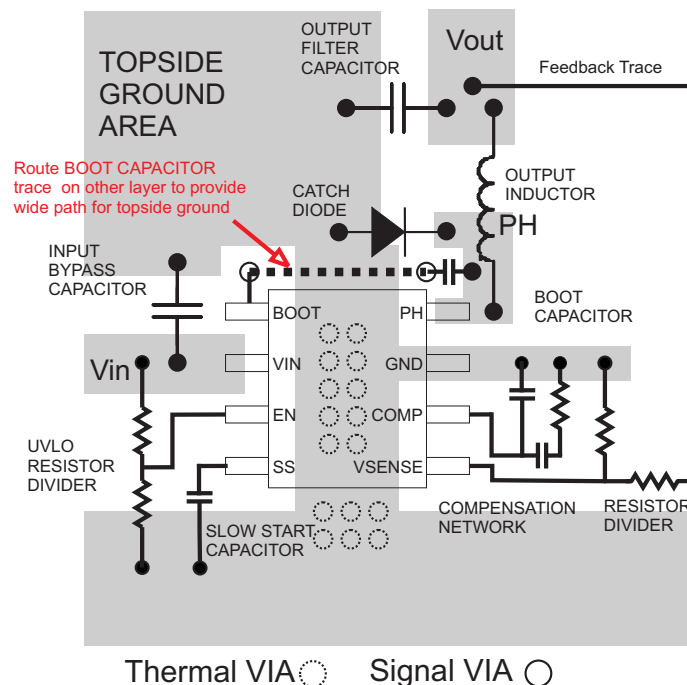 OUTPUT
FILTER
CAPACITOR
Vout
Feedback Trace
TOPSIDE
GROUND
AREA
Route BOOT CAPACITOR
trace on other layer to provide
wide path for topside ground
CATCH
DIODE
OUTPUT
INDUCTOR
PH
INPUT
BYPASS
CAPACITOR
BOOT
CAPACITOR
BOOT
PH
Vin
VIN
GND
EN
COMP
UVLO
RESISTOR
DIVIDER
SS
VSENSE
SLOW START
CAPACITOR
COMPENSATION
NETWORK
RESISTOR
DIVIDER
Thermal VIA
Signal VIA